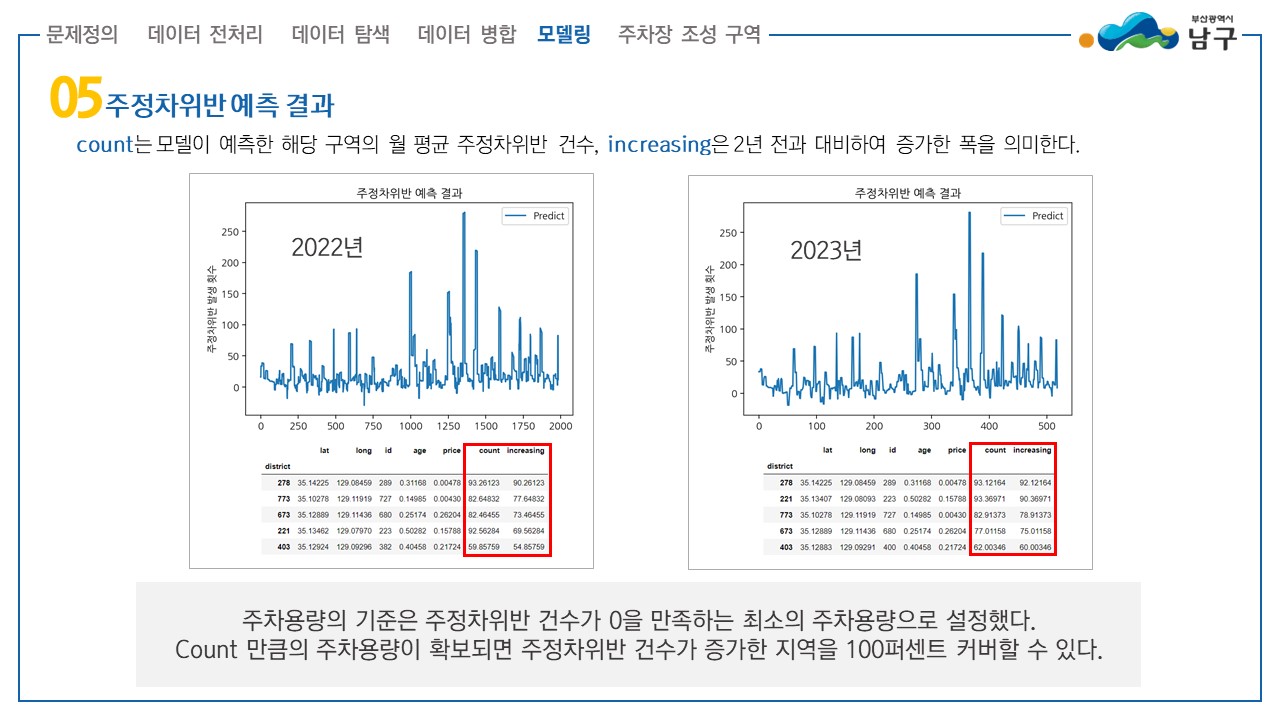 문제정의 데이터 전처리 데이터 탐색 데이터 병합 모델링 주차장 조성 구역
부산광역시
남구
05 주정차위반 예측 결과
count는 모델이 예측한 해당 구역의 월 평균 주정차위반 건수, increasing은 2년 전과 대비하여 증가한 폭을 의미한다.
주정차위반 예측 결과
Predict
2022년
주정차위반 발생 횟수
250
200
150
100
50
0
0 250 500 750 1000 1250 1500 1750 2000
lat long id age price count increasing
district
278 35.14225 129.08459 289 0.31168 0.00478 93.26123 90.26123
773 35.10278 129.11919 727 0.14985 0.00430 82.64832 77.64832
673 35.12889 129.11436 680 0.25174 0.26204 82.46455 73.46455
221 35.13462 129.07970 223 0.50282 0.15788 92.56284 69.56284
403 35.12924 129.09296 382 0.40458 0.21724 59.85759 54.85759
주정차위반 예측 결과
Predict
2023년
주정차위반 발생 횟수
250
200
150
100
50
0
0 100 200 300 400 500
lat long id age price count increasing
district
278 35.14225 129.08459 289 0.31168 0.00478 93.12164 92.12164
221 35.13407 129.08093 223 0.50282 0.15788 93.36971 90.36971
773 35.10278 129.11919 727 0.14985 0.00430 82.91373 78.91373
673 35.12889 129.11436 680 0.25174 0.26204 77.01158 75.01158
403 35.12883 129.09291 400 0.40458 0.21724 62.00346 60.00346
주차용량의 기준은 주정차위반 건수가 0을 만족하는 최소의 주차용량으로 설정했다.
Count 만큼의 주차용량이 확보되면 주정차위반 건수가 증가한 지역을 100퍼센트 커버할 수 있다.